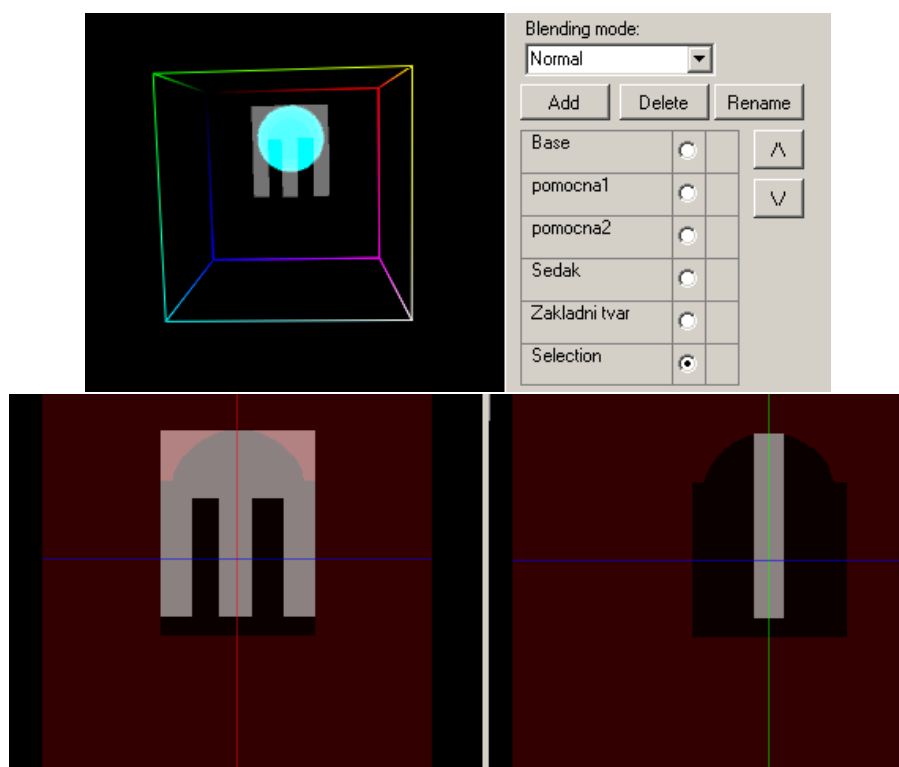 Blending mode:
Normal
Add Delete Rename
Base
/\
pomocna1
\/
pomocna2
Sedak
Zakladni tvar
Selection